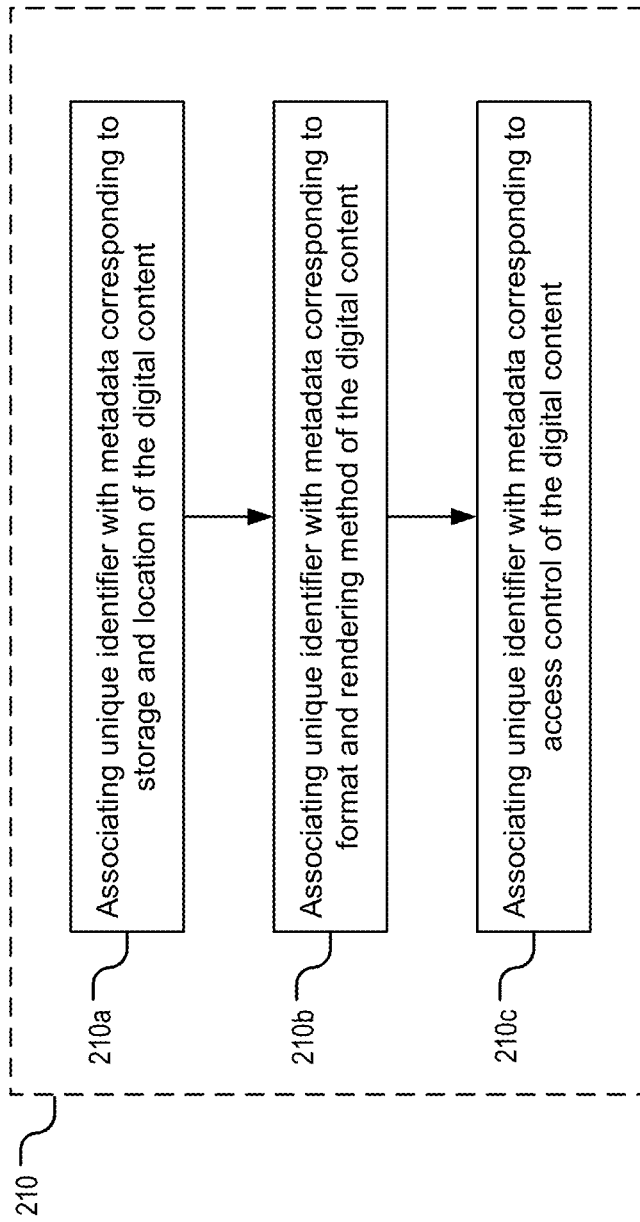 210
210a
Associating unique identifier with metadata corresponding to
storage and location of the digital content
210b
Associating unique identifier with metadata corresponding to
format and rendering method of the digital content
210c
Associating unique identifier with metadata corresponding to
access control of the digital content